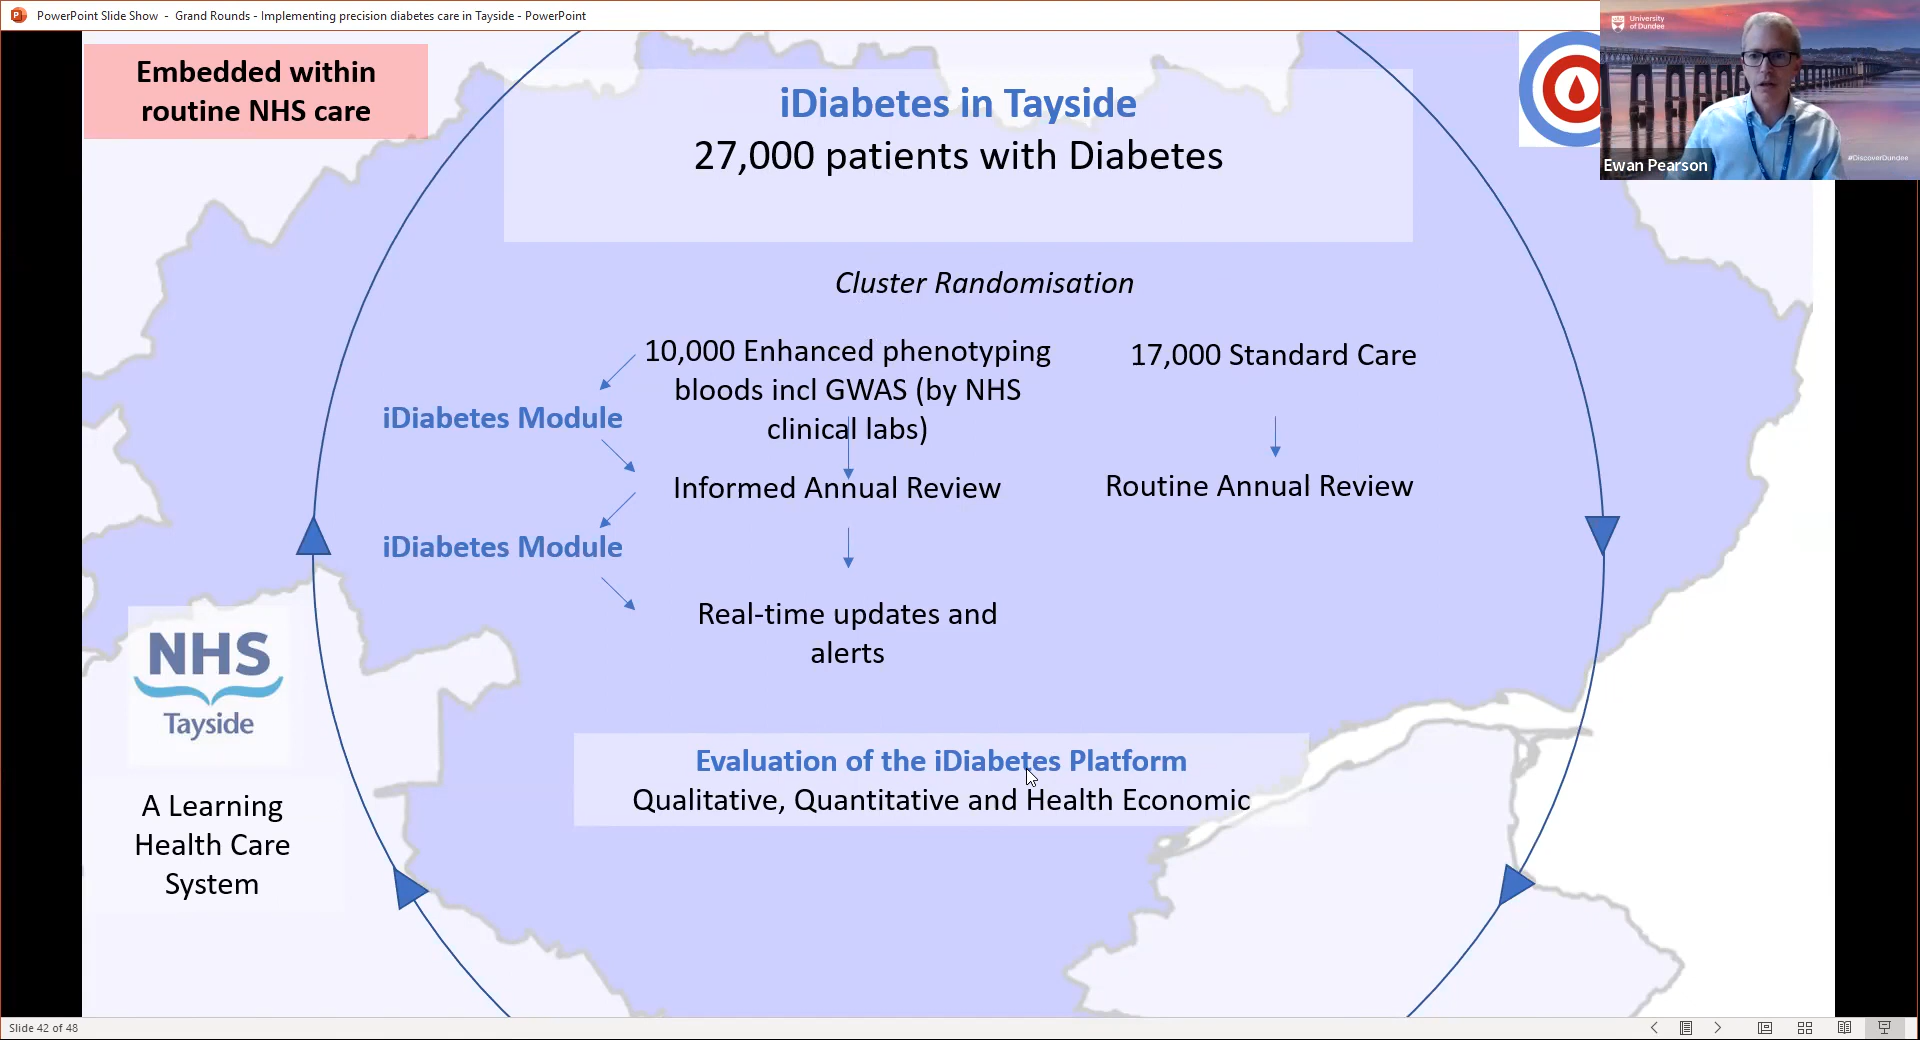 PowerPoint Slide Show - Grand Rounds - Implementing precision diabetes care in Tayside - PowerPoint
University
of Dundee
#DiscoverDundee
Ewan Pearson
Embedded within
routine NHS care
iDiabetes in Tayside
27,000 patients with Diabetes
Cluster Randomisation
10,000 Enhanced phenotyping
bloods incl GWAS (by NHS
clinical labs)
17,000 Standard Care
iDiabetes Module
Informed Annual Review
Routine Annual Review
iDiabetes Module
Real-time updates and
alerts
NHS
Tayside
Evaluation of the iDiabetes Platform
Qualitative, Quantitative and Health Economic
A Learning
Health Care
System
Slide 42 of 48